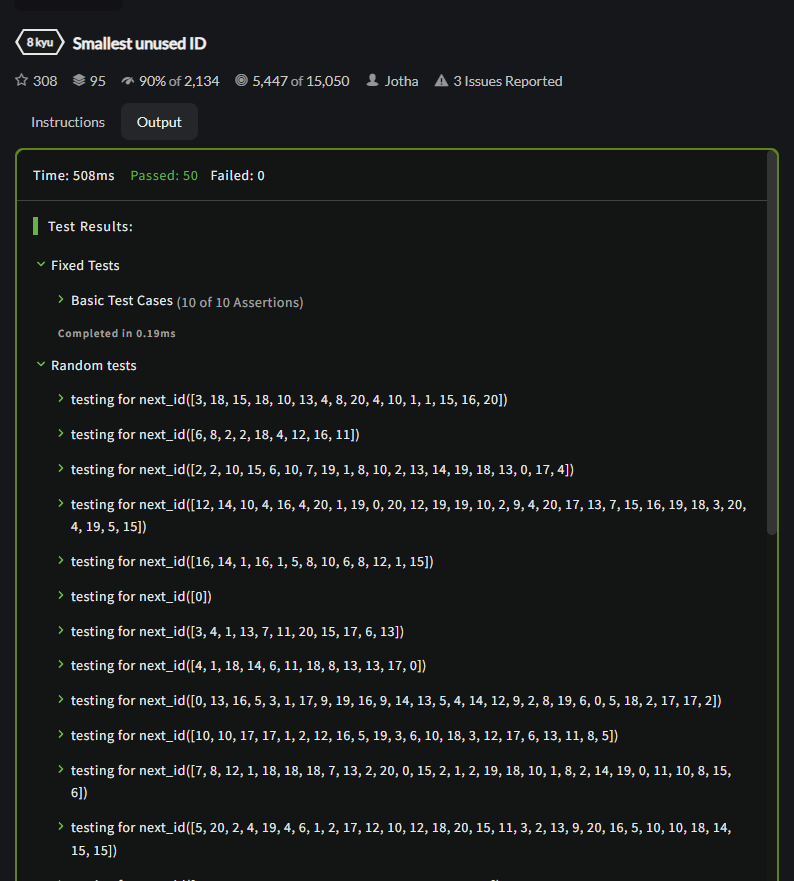 8 kyu Smallest unused ID
308 95 90% of 2,134 5,447 of 15,050 Jotha 3 Issues Reported
Instructions Output
Time: 508ms Passed: 50 Failed: 0
Test Results:
Fixed Tests
Basic Test Cases (10 of 10 Assertions)
Completed in 0.19ms
Random tests
testing for next_id([3, 18, 15, 18, 10, 13, 4, 8, 20, 4, 10, 1, 1, 15, 16, 20])
testing for next_id([6, 8, 2, 2, 18, 4, 12, 16, 11])
testing for next_id([2, 2, 10, 15, 6, 10, 7, 19, 1, 8, 10, 2, 13, 14, 19, 18, 13, 0, 17, 4])
testing for next_id([12, 14, 10, 4, 16, 4, 20, 1, 19, 0, 20, 12, 19, 19, 10, 2, 9, 4, 20, 17, 13, 7, 15, 16, 19, 18, 3, 20,
4, 19, 5, 15])
testing for next_id([16, 14, 1, 16, 1, 5, 8, 10, 6, 8, 12, 1, 15])
testing for next_id([0])
testing for next_id([3, 4, 1, 13, 7, 11, 20, 15, 17, 6, 13])
testing for next_id([4, 1, 18, 14, 6, 11, 18, 8, 13, 13, 17, 0])
testing for next_id([0, 13, 16, 5, 3, 1, 17, 9, 19, 16, 9, 14, 13, 5, 4, 14, 12, 9, 2, 8, 19, 6, 0, 5, 18, 2, 17, 17, 2])
testing for next_id([10, 10, 17, 17, 1, 2, 12, 16, 5, 19, 3, 6, 10, 18, 3, 12, 17, 6, 13, 11, 8, 5])
testing for next_id([7, 8, 12, 1, 18, 18, 18, 7, 13, 2, 20, 0, 15, 2, 1, 2, 19, 18, 10, 1, 8, 2, 14, 19, 0, 11, 10, 8, 15,
6])
testing for next_id([5, 20, 2, 4, 19, 4, 6, 1, 2, 17, 12, 10, 12, 18, 20, 15, 11, 3, 2, 13, 9, 20, 16, 5, 10, 10, 18, 14,
15, 15])